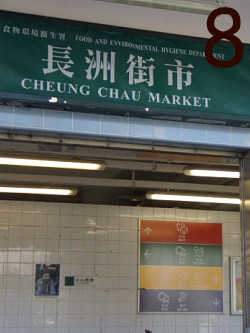 8
食物環境衞生署 FOOD AND ENVIRONMENTAL HYGIENE DEPARTMENT
長洲街市
CHEUNG CHAU MARKET